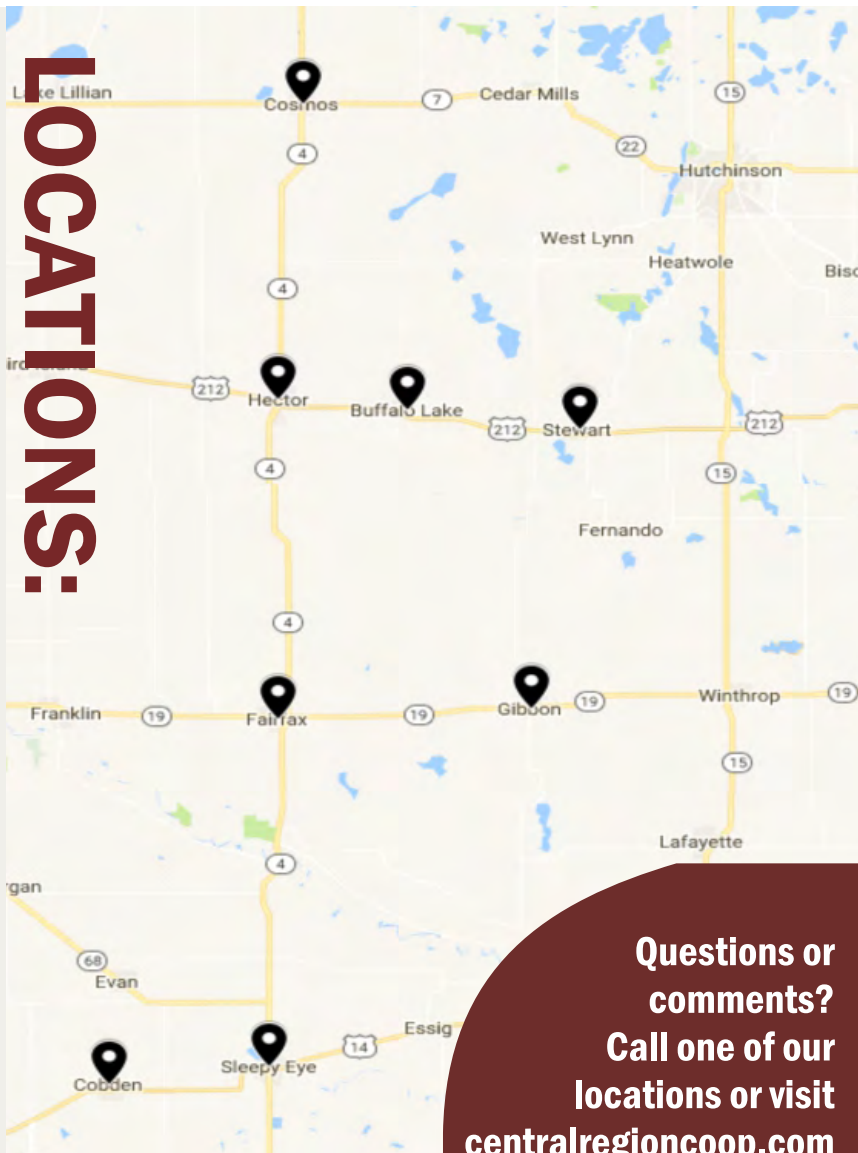 LOCATIONS:
Lake Lillian
Cosmos
7
Cedar Mills
15
4
22
Hutchinson
West Lynn
Heatwole
4
212
Hector
Buffalo Lake
212
Stewart
212
4
15
Fernando
4
Franklin
19
Fairfax
19
Gibbon
19
Winthrop
19
15
Lafayette
4
68
Evan
Essig
14
Sleepy Eye
Cobden
Questions or
comments?
Call one of our
locations or visit
centralregioncoop.com